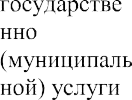 государстве
нно
(муниципаль
ной) услуги